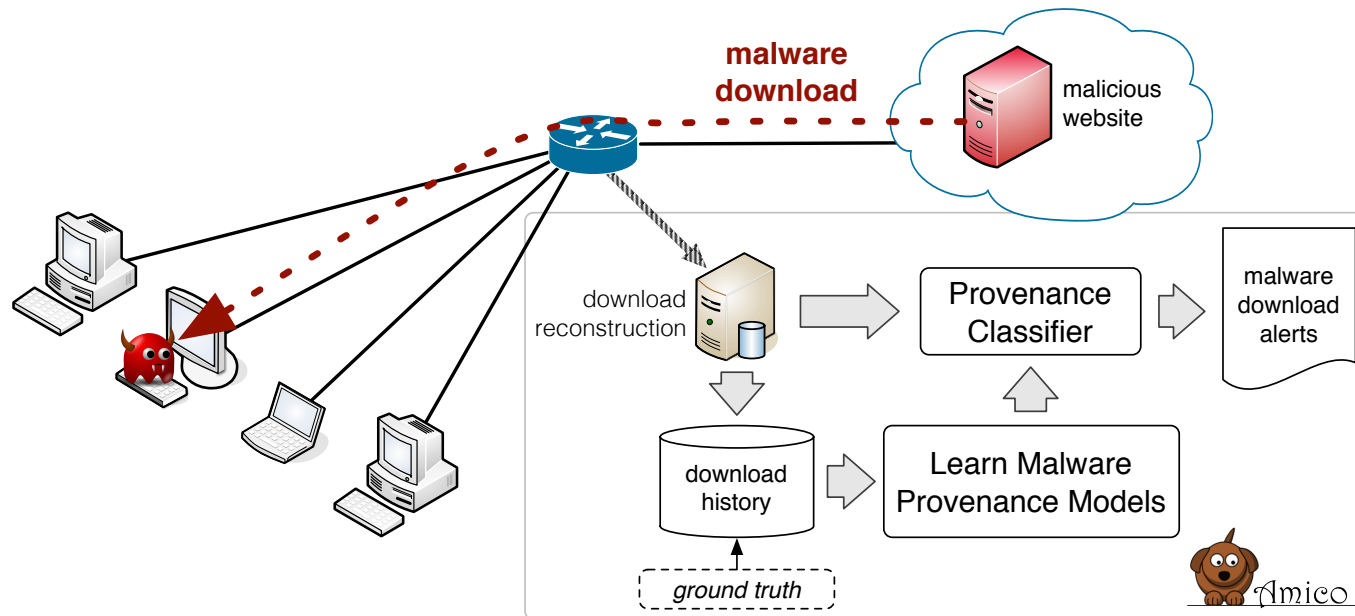 malware
download
malicious
website
download
reconstruction
Provenance
Classifier
malware
download
alerts
download
history
Learn Malware
Provenance Models
ground truth
Amico